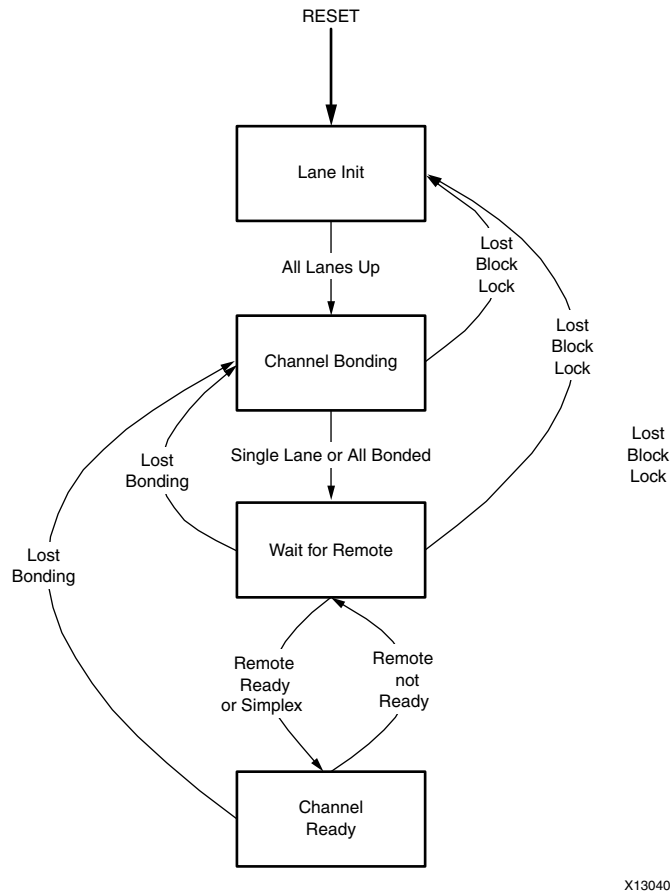 RESET
Lane Init
All Lanes Up
Lost
Block
Lock
Channel Bonding
Lost
Block
Lock
Single Lane or All Bonded
Lost
Bonding
Lost
Block
Lock
Wait for Remote
Lost
Bonding
Remote
Ready
or Simplex
Remote
not
Ready
Channel
Ready
X13040